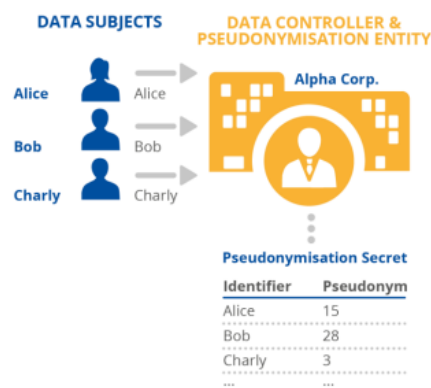 DATA SUBJECTS
DATA CONTROLLER &
PSEUDONYMISATION ENTITY
Alpha Corp.
Alice
Alice
Bob
Bob
Charly
Charly
Pseudonymisation Secret
Identifier Pseudonym
Alice 15
Bob 28
Charly 3
... ...